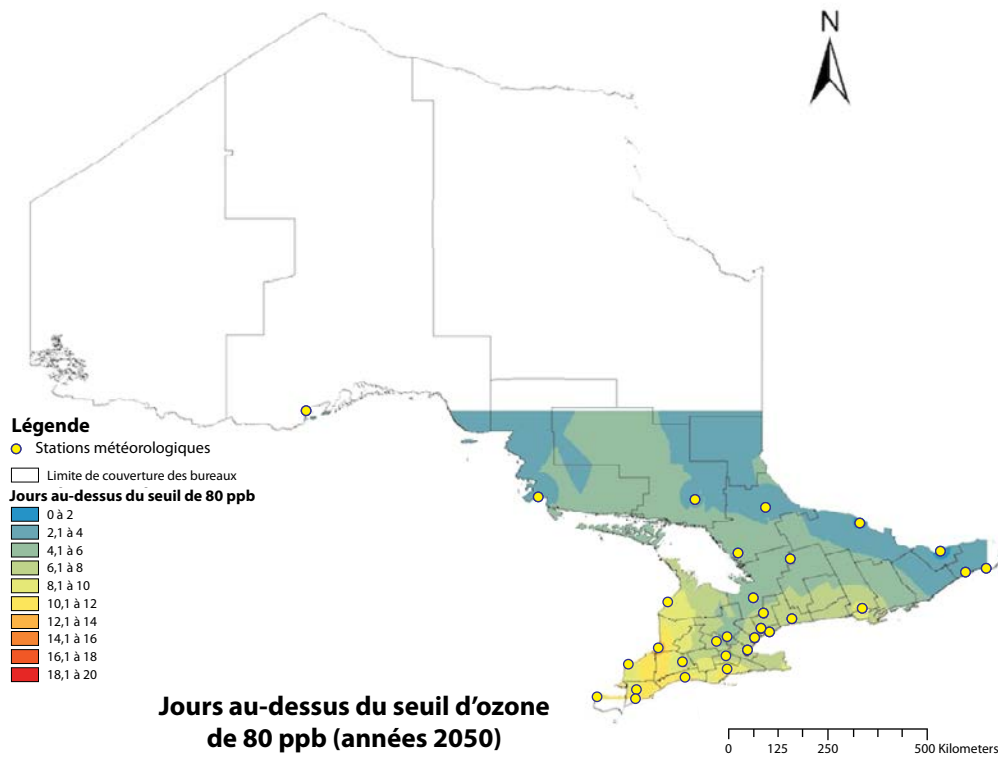 N
Légende
Stations météorologiques
Limite de couverture des bureaux
Jours au-dessus du seuil de 80 ppb
0 à 2
2,1 à 4
4,1 à 6
6,1 à 8
8,1 à 10
10,1 à 12
12,1 à 14
14,1 à 16
16,1 à 18
18,1 à 20
Jours au-dessus du seuil d'ozone
de 80 ppb (années 2050)
0 125 250 500 Kilometers